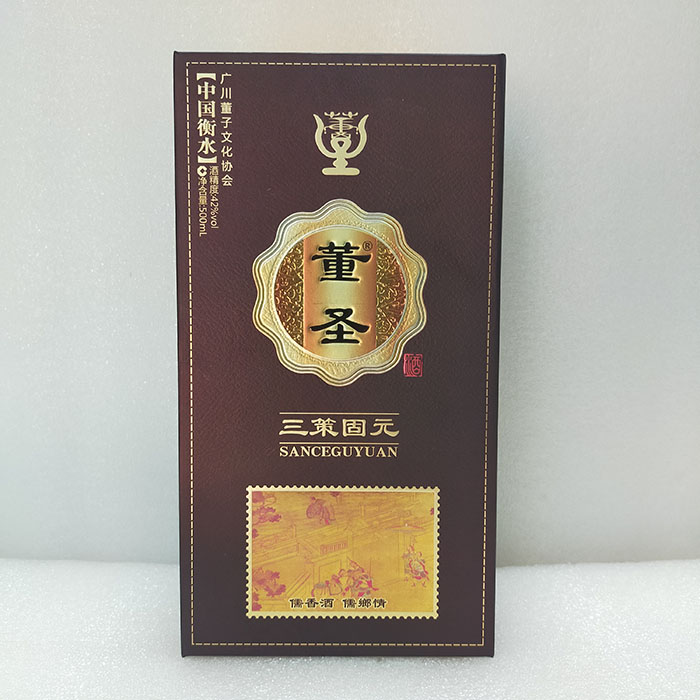 广川董子文化协会
【中国衡水】
酒精度:42%vol
净含量:500mL
董圣®
三策固元
SANCEGUYUAN
儒香酒 儒鄉情